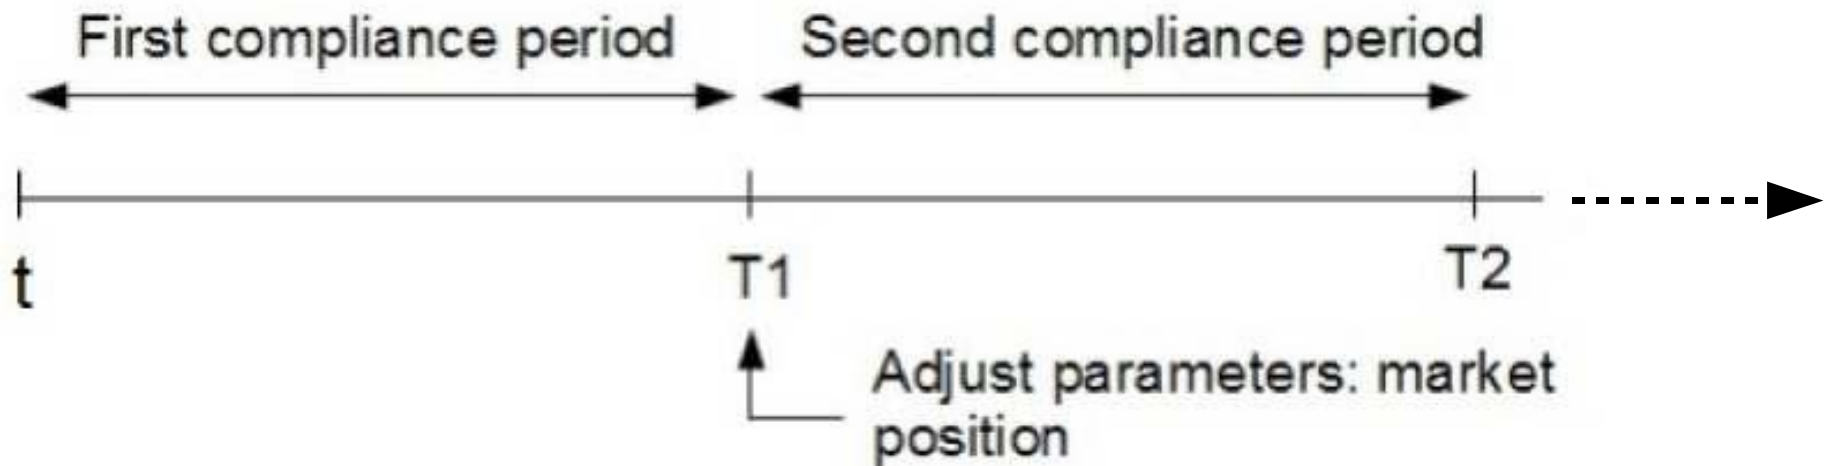 First compliance period
Second compliance period
t
T1
T2
Adjust parameters: market
position